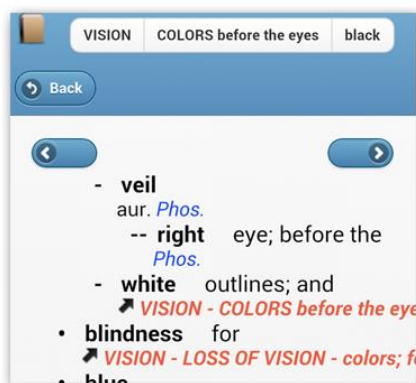 VISION COLORS before the eyes black
Back
- veil
aur. Phos.
-- right eye; before the
Phos.
- white outlines; and
VISION - COLORS before the eye
• blindness for
VISION - LOSS OF VISION - colors; f
• blue